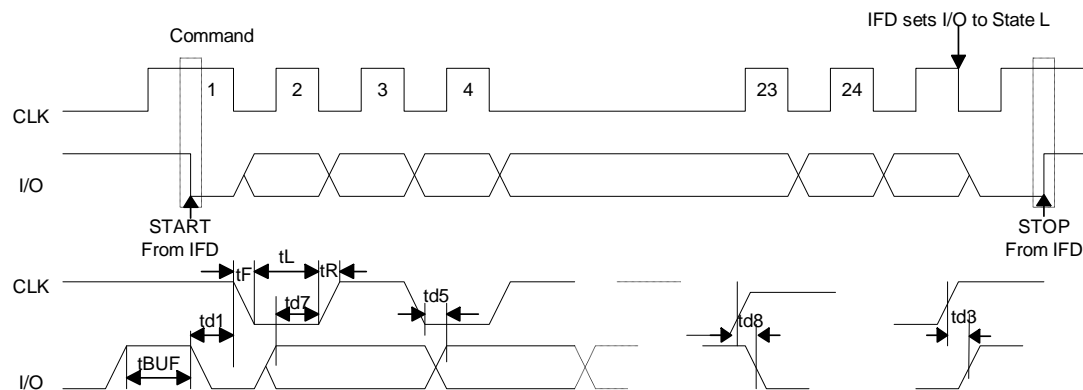 IFD sets I/O to State L
Command
1 2 3 4 23 24
CLK
I/O
START
From IFD
STOP
From IFD
tF tL tR
CLK
td7 td5
td1 td8 td3
tBUF
I/O